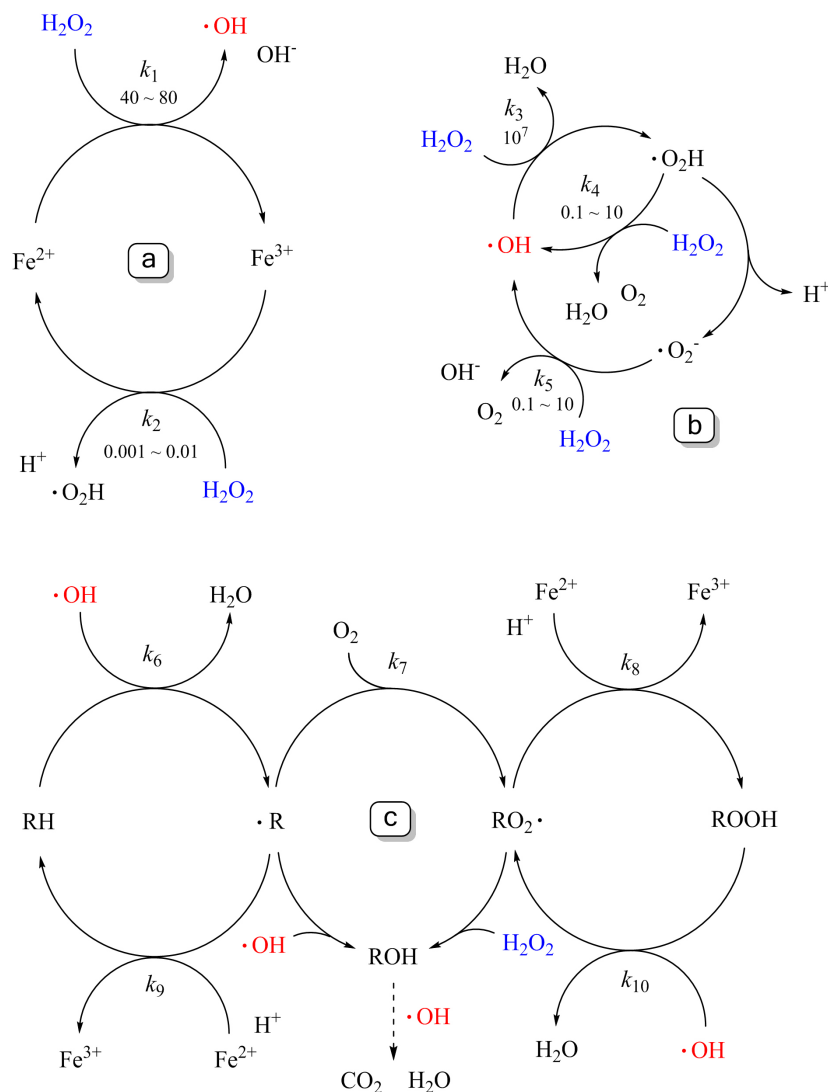 H₂O₂
·OH
OH⁻
k₁
40 ~ 80
Fe²⁺
a
Fe³⁺
k₂
0.001 ~ 0.01
H⁺
·O₂H
H₂O₂
H₂O
k₃
10⁷
H₂O₂
·O₂H
k₄
0.1 ~ 10
·OH
H₂O₂
H₂O
O₂
H⁺
·O₂⁻
OH⁻
O₂
k₅
0.1 ~ 10
H₂O₂
b
·OH
H₂O
k₆
O₂
k₇
Fe²⁺
H⁺
Fe³⁺
k₈
RH
·R
c
RO₂·
ROOH
·OH
ROH
H₂O₂
k₉
Fe³⁺
Fe²⁺
H⁺
·OH
CO₂
H₂O
k₁₀
H₂O
·OH